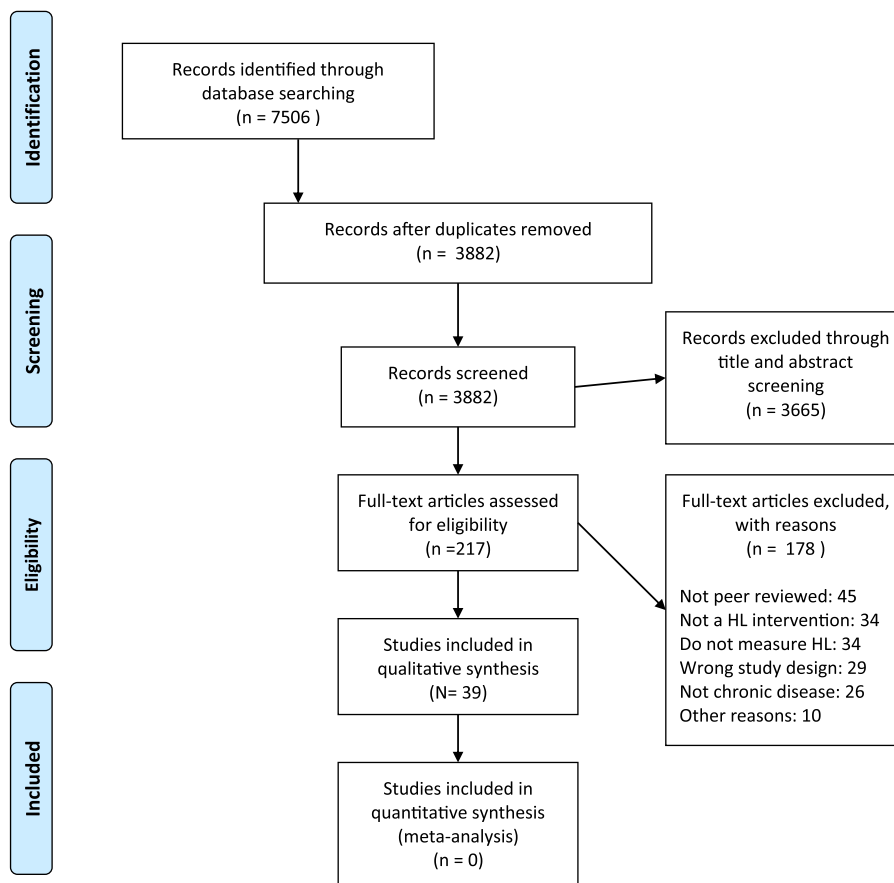 Identification
Records identified through
database searching
(n = 7506 )
Records after duplicates removed
(n =  3882)
Screening
Records screened
(n = 3882)
Records excluded through
title and abstract
screening
(n = 3665)
Eligibility
Full-text articles assessed
for eligibility
(n =217)
Full-text articles excluded,
with reasons
(n =  178 )
Not peer reviewed: 45
Not a HL intervention: 34
Do not measure HL: 34
Wrong study design: 29
Not chronic disease: 26
Other reasons: 10
Studies included in
qualitative synthesis
(N= 39)
Included
Studies included in
quantitative synthesis
(meta-analysis)
(n = 0)